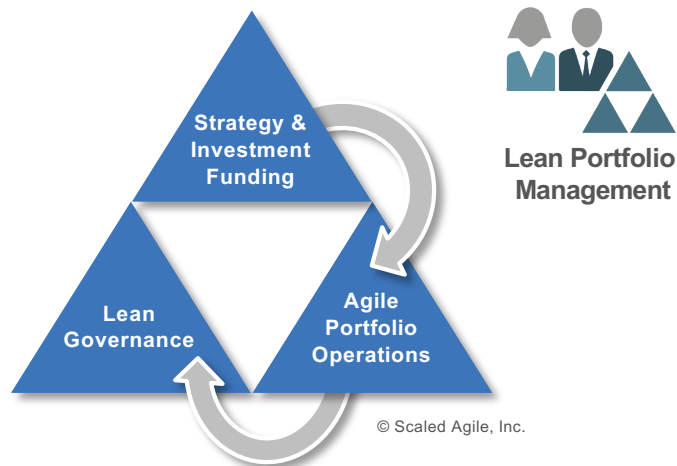 Strategy &
Investment
Funding
Lean Portfolio
Management
Lean
Governance
Agile
Portfolio
Operations
© Scaled Agile, Inc.